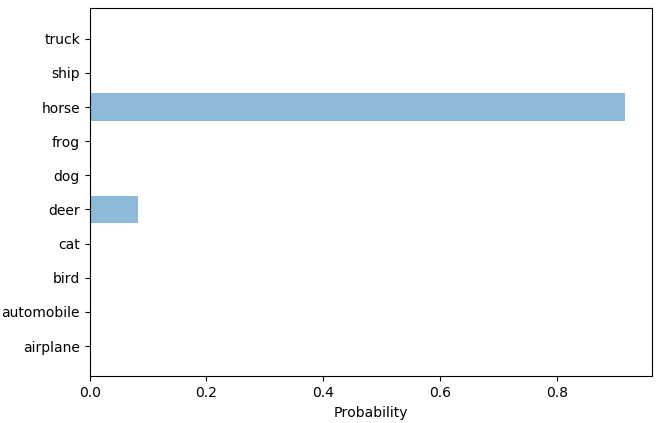 truck
ship
horse
frog
dog
deer
cat
bird
automobile
airplane
0.0 0.2 0.4 0.6 0.8
Probability